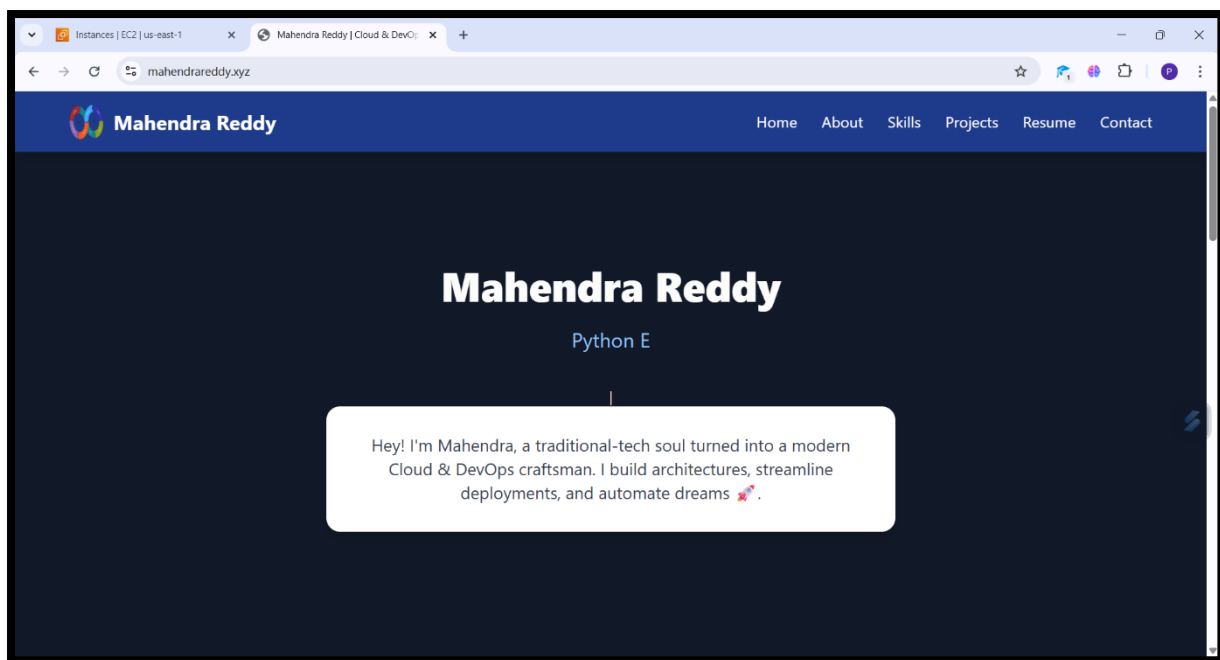 Instances | EC2 | us-east-1
Mahendra Reddy | Cloud & DevOp
mahendrareddy.xyz
1
P
Mahendra Reddy
Home About Skills Projects Resume Contact
Mahendra Reddy
Python E
|
Hey! I'm Mahendra, a traditional-tech soul turned into a modern
Cloud & DevOps craftsman. I build architectures, streamline
deployments, and automate dreams 🚀.